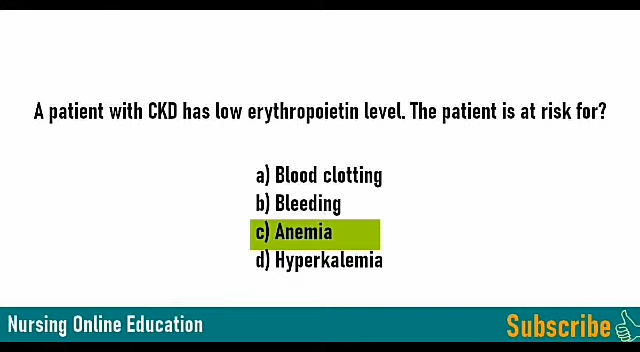 A patient with CKD has low erythropoietin level. The patient is at risk for?
a) Blood clotting
b) Bleeding
c) Anemia
d) Hyperkalemia
Nursing Online Education
Subscribe